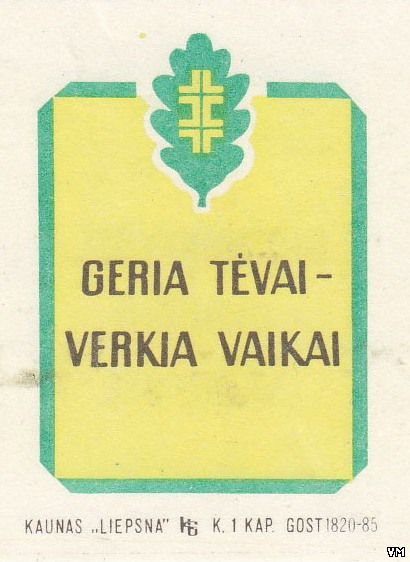 GERIA TĖVAI-
VERKIA VAIKAI
KAUNAS „LIEPSNA” K. 1 KAP. GOST 1820-85
VM